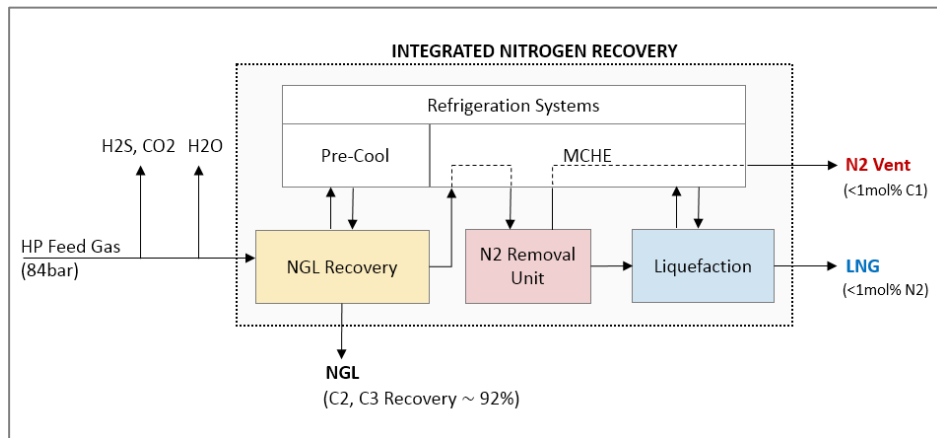 INTEGRATED NITROGEN RECOVERY
Refrigeration Systems
Pre-Cool
MCHE
H2S, CO2
H2O
N2 Vent
(<1mol% C1)
HP Feed Gas
(84bar)
NGL Recovery
N2 Removal
Unit
Liquefaction
LNG
(<1mol% N2)
NGL
(C2, C3 Recovery ~ 92%)